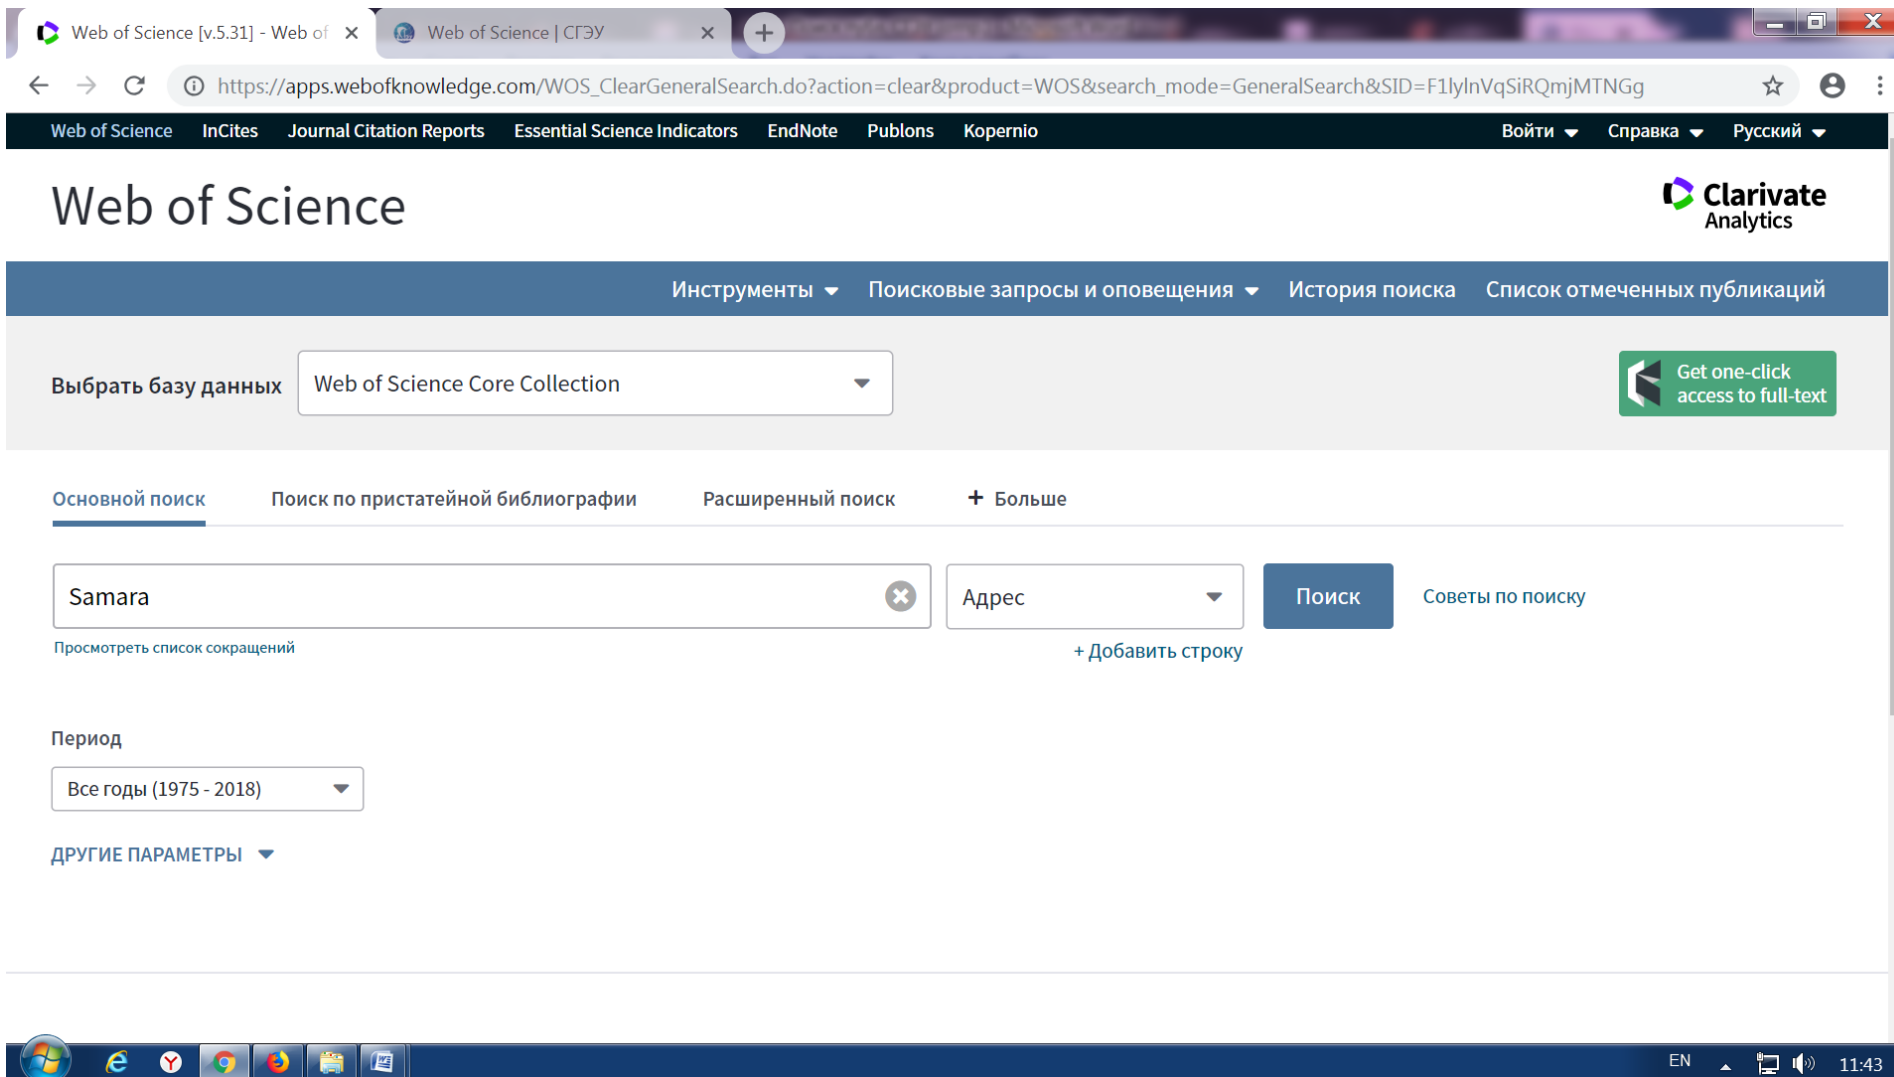 Web of Science [v.5.31] - Web of
Web of Science | СГЭУ
https://apps.webofknowledge.com/WOS_ClearGeneralSearch.do?action=clear&product=WOS&search_mode=GeneralSearch&SID=F1lylnVqSiRQmjMTNGg
Web of Science InCites Journal Citation Reports Essential Science Indicators EndNote Publons Kopernio Войти Справка Русский
Web of Science
Clarivate
Analytics
Инструменты Поисковые запросы и оповещения История поиска Список отмеченных публикаций
Выбрать базу данных Web of Science Core Collection
Get one-click
access to full-text
Основной поиск Поиск по пристатейной библиографии Расширенный поиск + Больше
Samara Адрес Поиск Советы по поиску
Просмотреть список сокращений
+ Добавить строку
Период
Все годы (1975 - 2018)
ДРУГИЕ ПАРАМЕТРЫ
EN 11:43